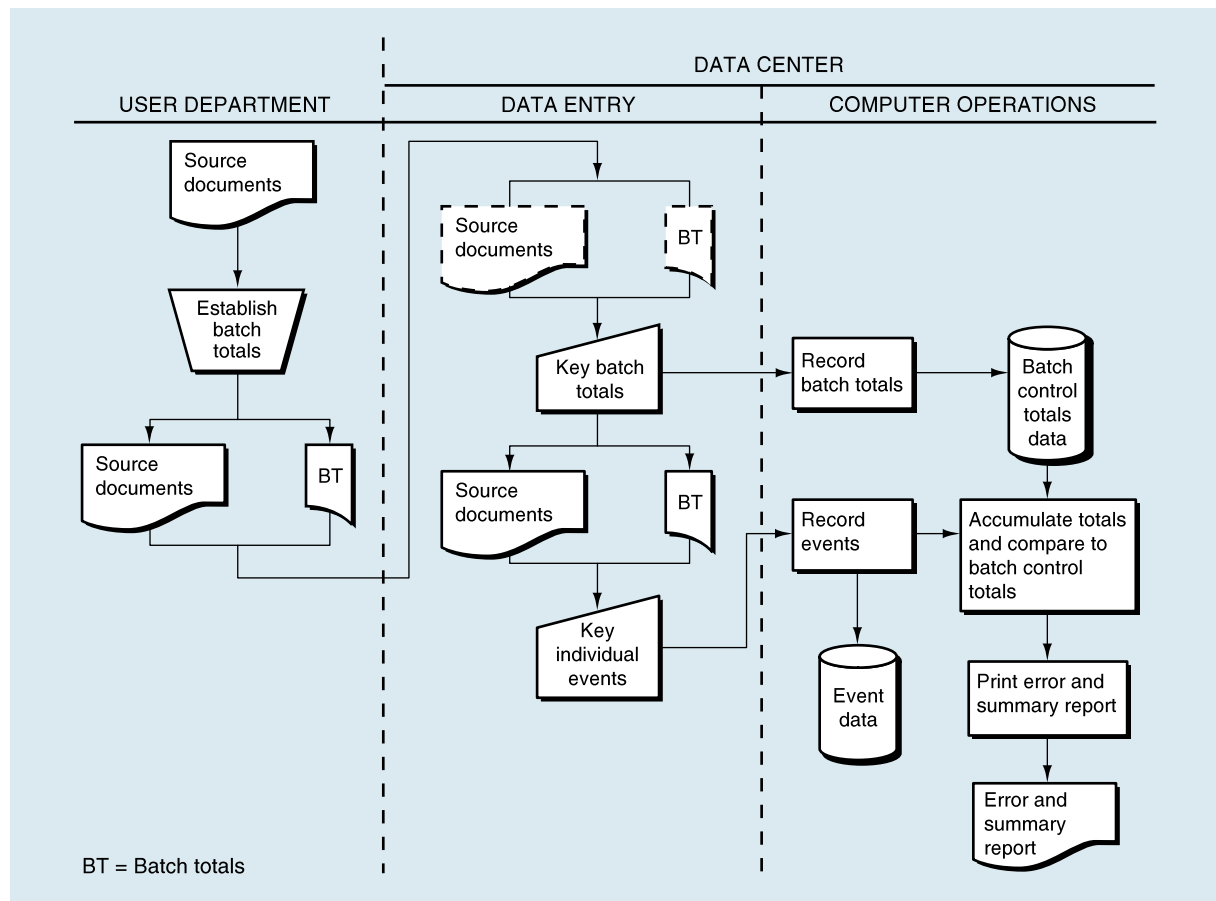 DATA CENTER
USER DEPARTMENT
DATA ENTRY
COMPUTER OPERATIONS
Source
documents
Establish
batch
totals
Source
documents
BT
Source
documents
BT
Key batch
totals
Source
documents
BT
Key
individual
events
Record
batch totals
Batch
control
totals
data
Record
events
Accumulate totals
and compare to
batch control
totals
Event
data
Print error and
summary report
Error and
summary
report
BT = Batch totals